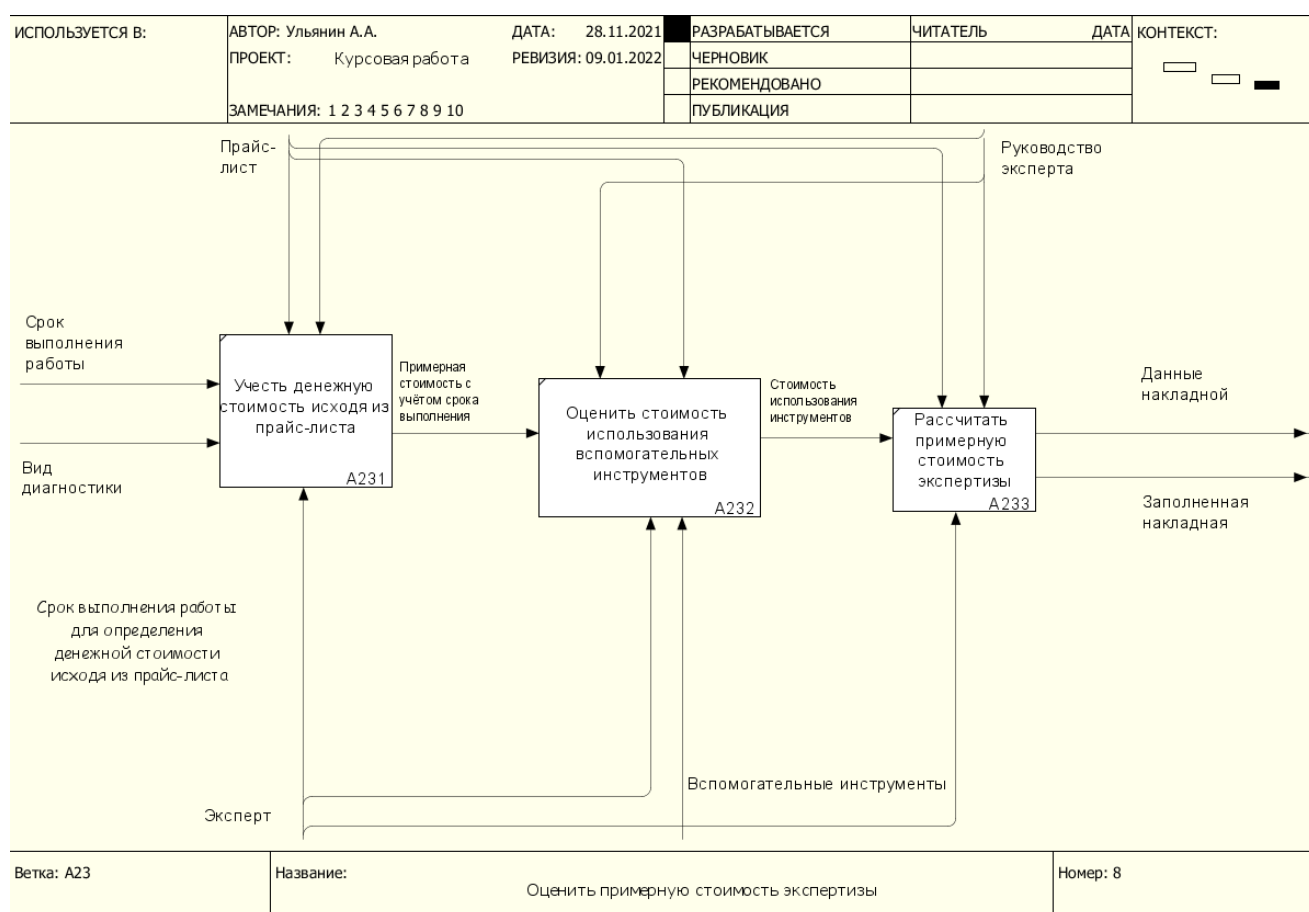 ИСПОЛЬЗУЕТСЯ В:
АВТОР: Ульянин А.А.
ДАТА: 28.11.2021
РАЗРАБАТЫВАЕТСЯ
ЧИТАТЕЛЬ
ДАТА
КОНТЕКСТ:
ПРОЕКТ: Курсовая работа
РЕВИЗИЯ: 09.01.2022
ЧЕРНОВИК
РЕКОМЕНДОВАНО
ЗАМЕЧАНИЯ: 1 2 3 4 5 6 7 8 9 10
ПУБЛИКАЦИЯ
Прайс-
лист
Руководство
эксперта
Срок
выполнения
работы
Вид
диагностики
Учесть денежную
стоимость исходя из
прайс-листа
A231
Примерная
стоимость с
учётом срока
выполнения
Оценить стоимость
использования
вспомогательных
инструментов
A232
Стоимость
использования
инструментов
Рассчитать
примерную
стоимость
экспертизы
A233
Данные
накладной
Заполненная
накладная
Срок выполнения работы
для определения
денежной стоимости
исходя из прайс-листа
Вспомогательные инструменты
Эксперт
Ветка: A23
Название:
Оценить примерную стоимость экспертизы
Номер: 8